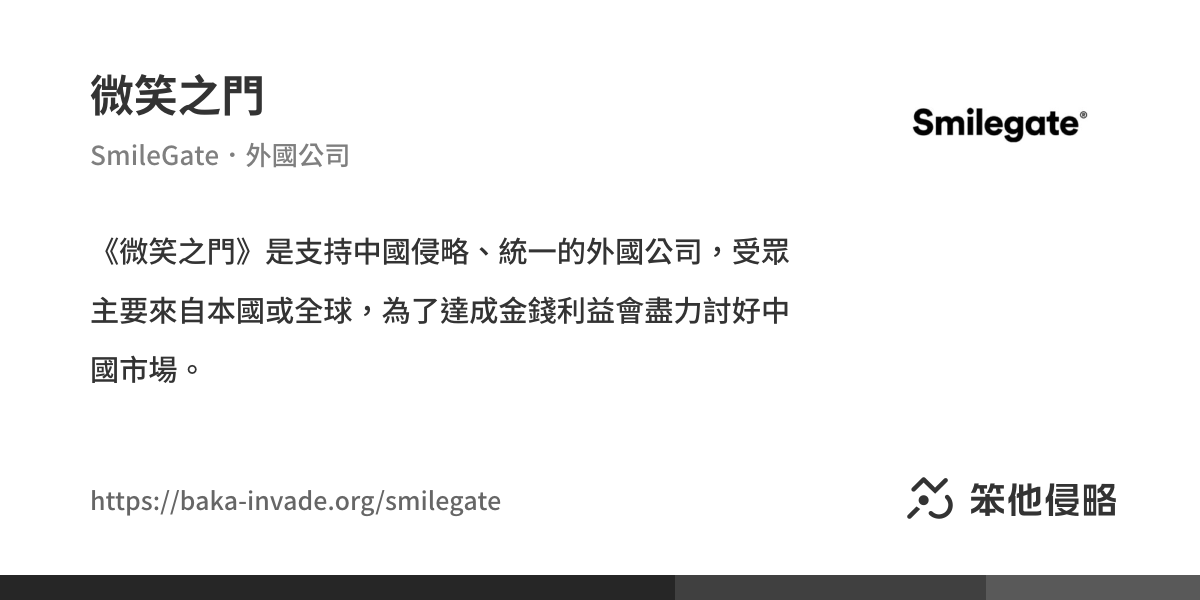 微笑之門
SmileGate・外國公司
Smilegate®
《微笑之門》是支持中國侵略、統一的外國公司，受眾
主要來自本國或全球，為了達成金錢利益會盡力討好中
國市場。
https://baka-invade.org/smilegate
笨他侵略